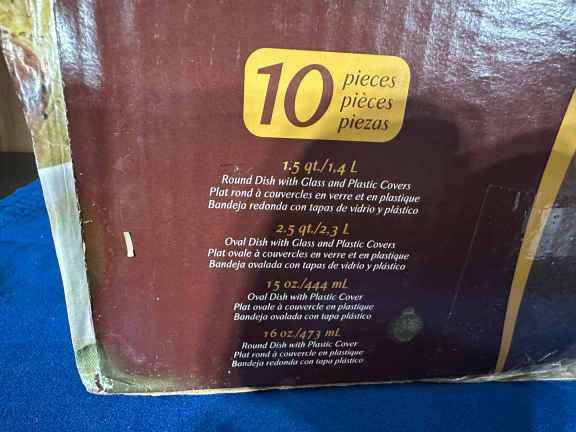 10 pieces
pièces
piezas
1.5 qt./1.4 L
Round Dish with Glass and Plastic Covers
Plat rond à couvercles en verre et en plastique
Bandeja redonda con tapas de vidrio y plástico
2.5 qt./2.3 L
Oval Dish with Glass and Plastic Covers
Plat ovale à couvercles en verre et en plastique
Bandeja ovalada con tapas de vidrio y plástico
15 oz./444 mL
Oval Dish with Plastic Cover
Plat ovale à couvercle en plastique
Bandeja ovalada con tapa plástico
16 oz./473 mL
Round Dish with Plastic Cover
Plat rond à couvercle en plastique
Bandeja redonda con tapa plástico